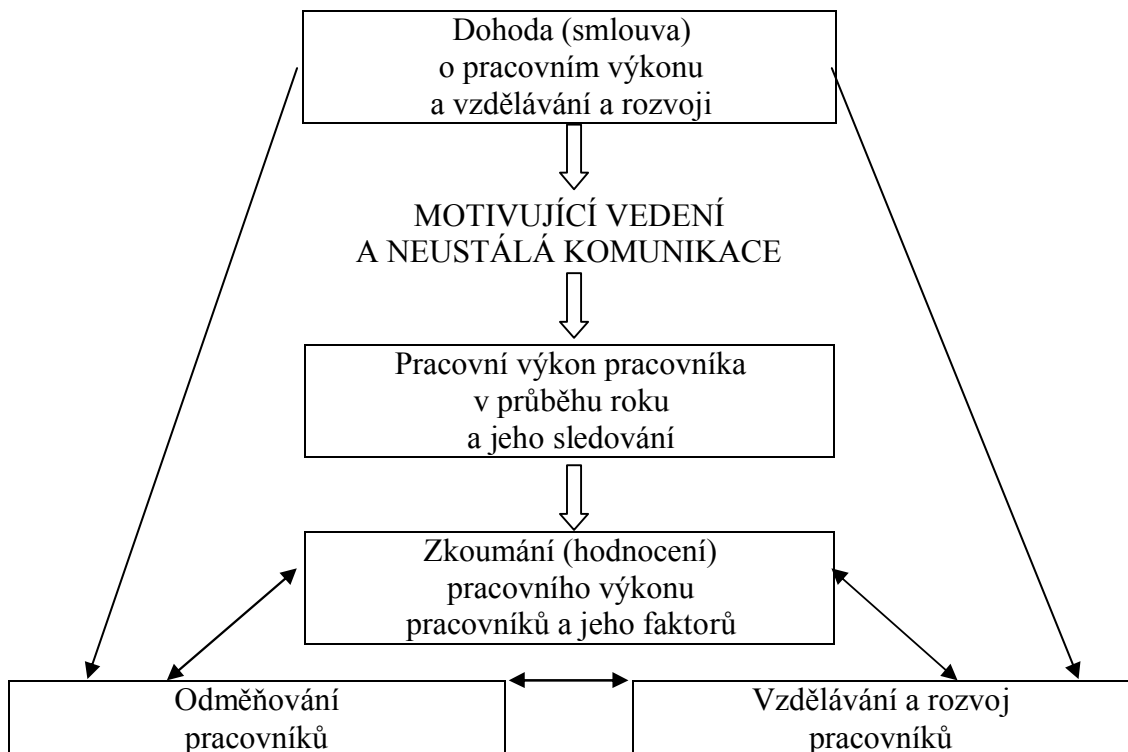 Dohoda (smlouva)
o pracovním výkonu
a vzdělávání a rozvoji
MOTIVUJÍCÍ VEDENÍ
A NEUSTÁLÁ KOMUNIKACE
Pracovní výkon pracovníka
v průběhu roku
a jeho sledování
Zkoumání (hodnocení)
pracovního výkonu
pracovníků a jeho faktorů
Odměňování
pracovníků
Vzdělávání a rozvoj
pracovníků